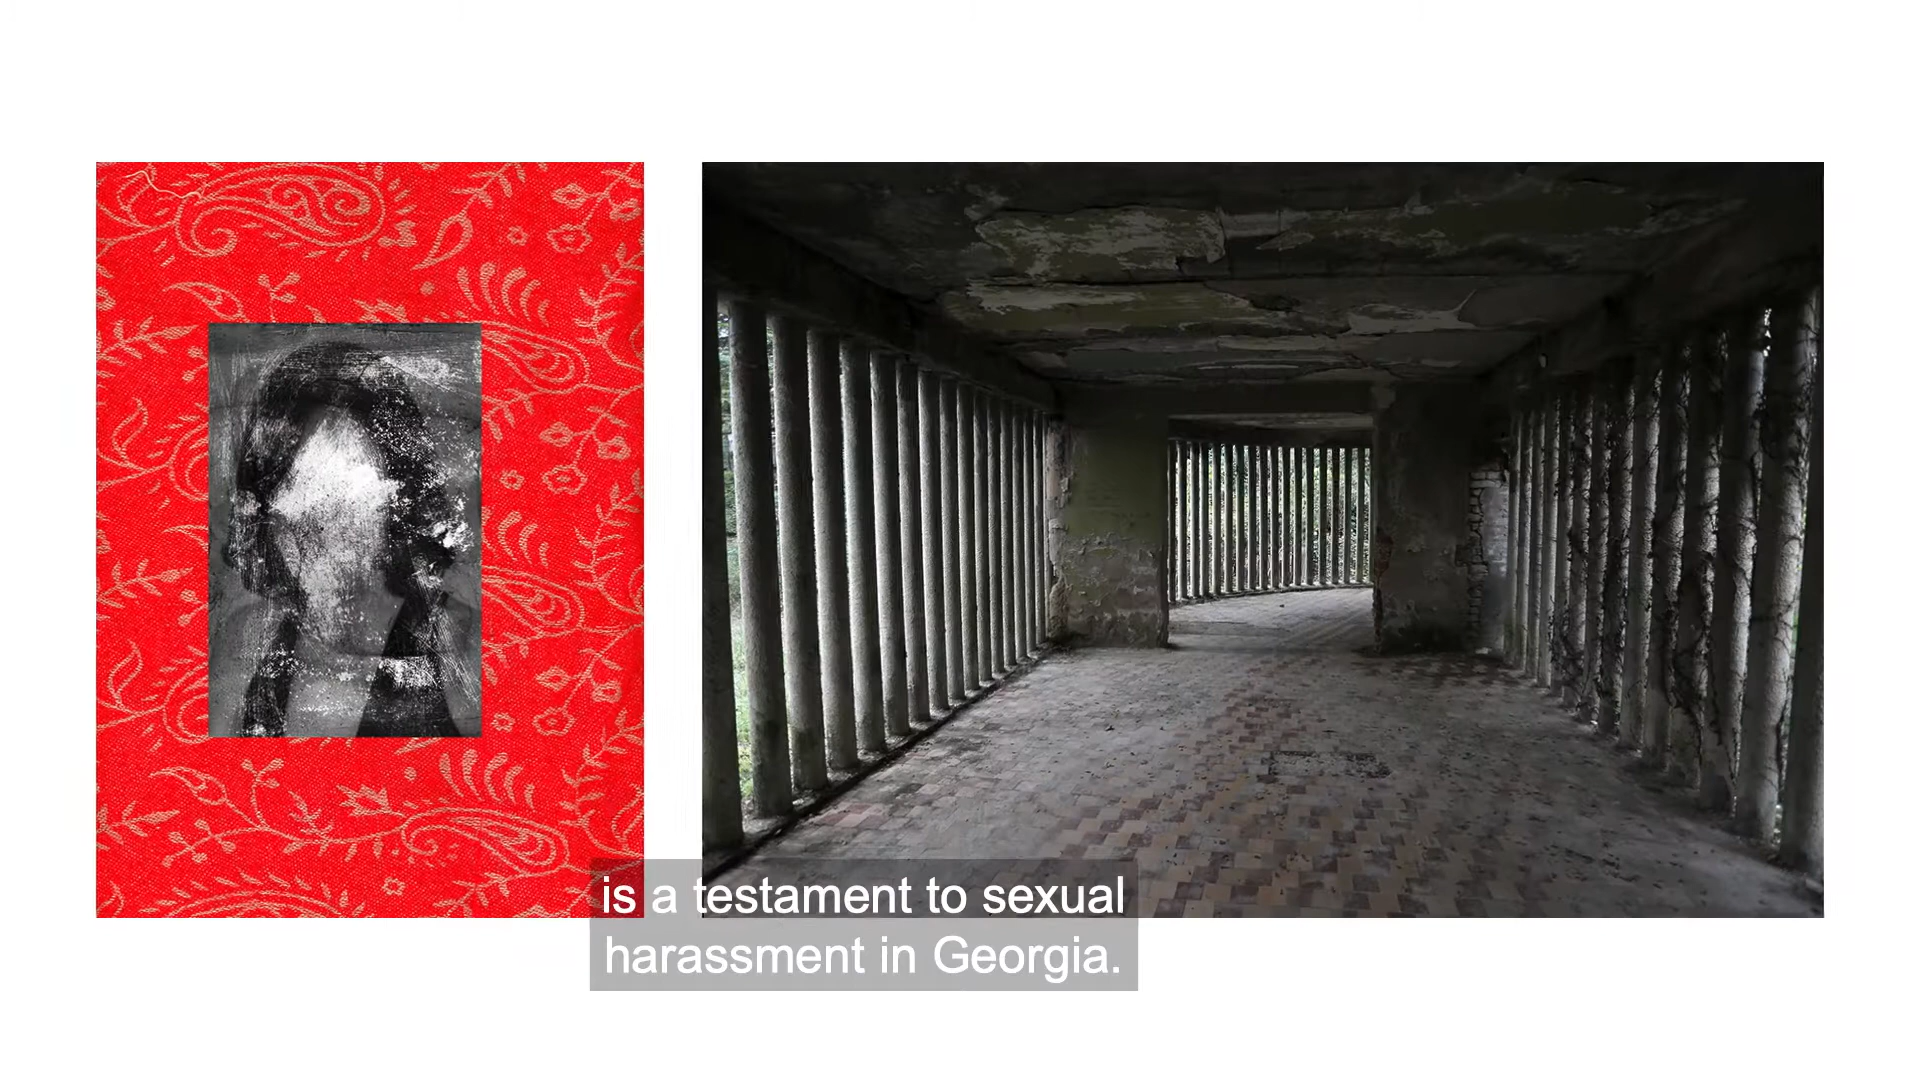 is a testament to sexual
harassment in Georgia.